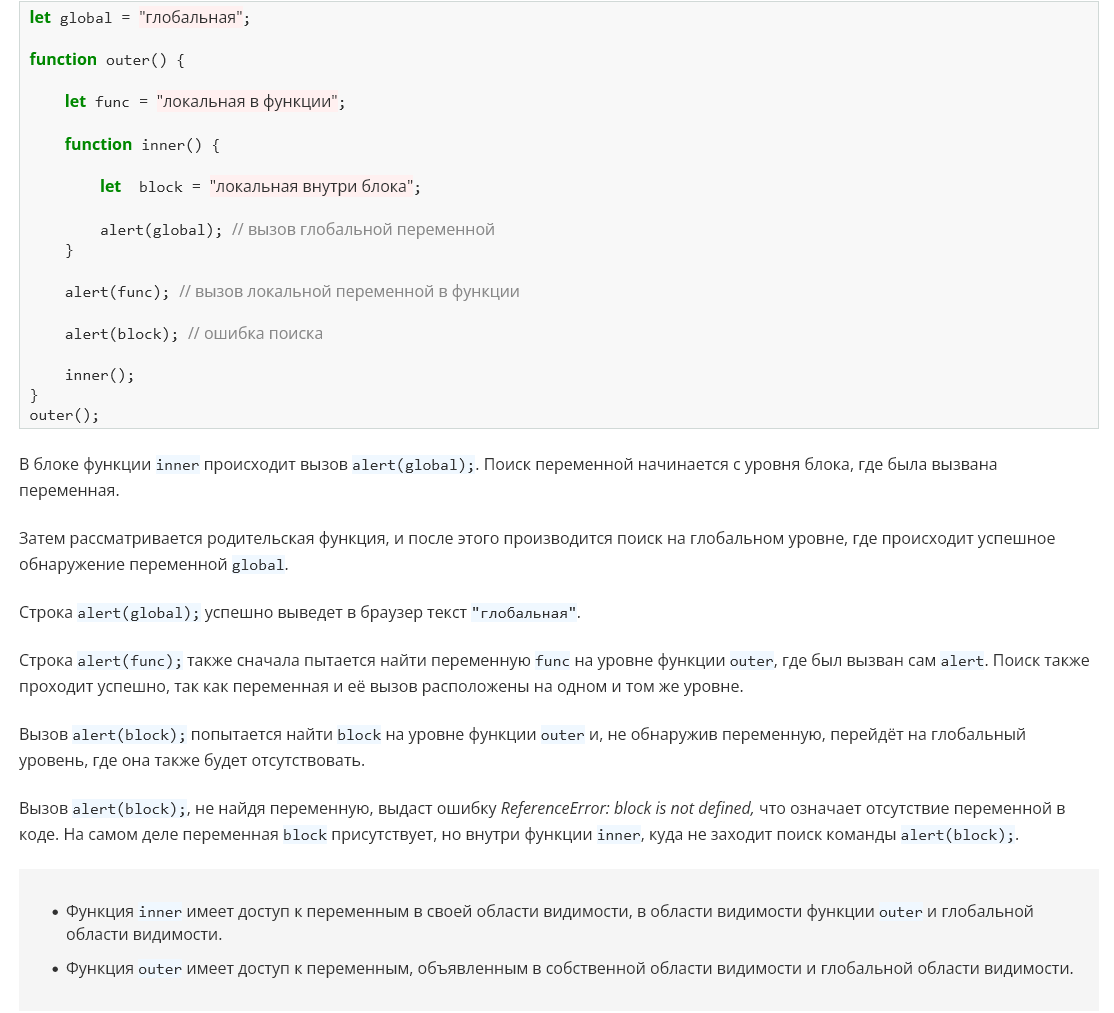 let global = "глобальная";
function outer() {
let func = "локальная в функции";
function inner() {
let  block = "локальная внутри блока";
alert(global); // вызов глобальной переменной
}
alert(func); // вызов локальной переменной в функции
alert(block); // ошибка поиска
inner();
}
outer();
В блоке функции inner происходит вызов alert(global);. Поиск переменной начинается с уровня блока, где была вызвана
переменная.
Затем рассматривается родительская функция, и после этого производится поиск на глобальном уровне, где происходит успешное
обнаружение переменной global.
Строка alert(global); успешно выведет в браузер текст "глобальная".
Строка alert(func); также сначала пытается найти переменную func на уровне функции outer, где был вызван сам alert. Поиск также
проходит успешно, так как переменная и её вызов расположены на одном и том же уровне.
Вызов alert(block); попытается найти block на уровне функции outer и, не обнаружив переменную, перейдёт на глобальный
уровень, где она также будет отсутствовать.
Вызов alert(block);, не найдя переменную, выдаст ошибку ReferenceError: block is not defined, что означает отсутствие переменной в
коде. На самом деле переменная block присутствует, но внутри функции inner, куда не заходит поиск команды alert(block);.
• Функция inner имеет доступ к переменным в своей области видимости, в области видимости функции outer и глобальной
области видимости.
• Функция outer имеет доступ к переменным, объявленным в собственной области видимости и глобальной области видимости.